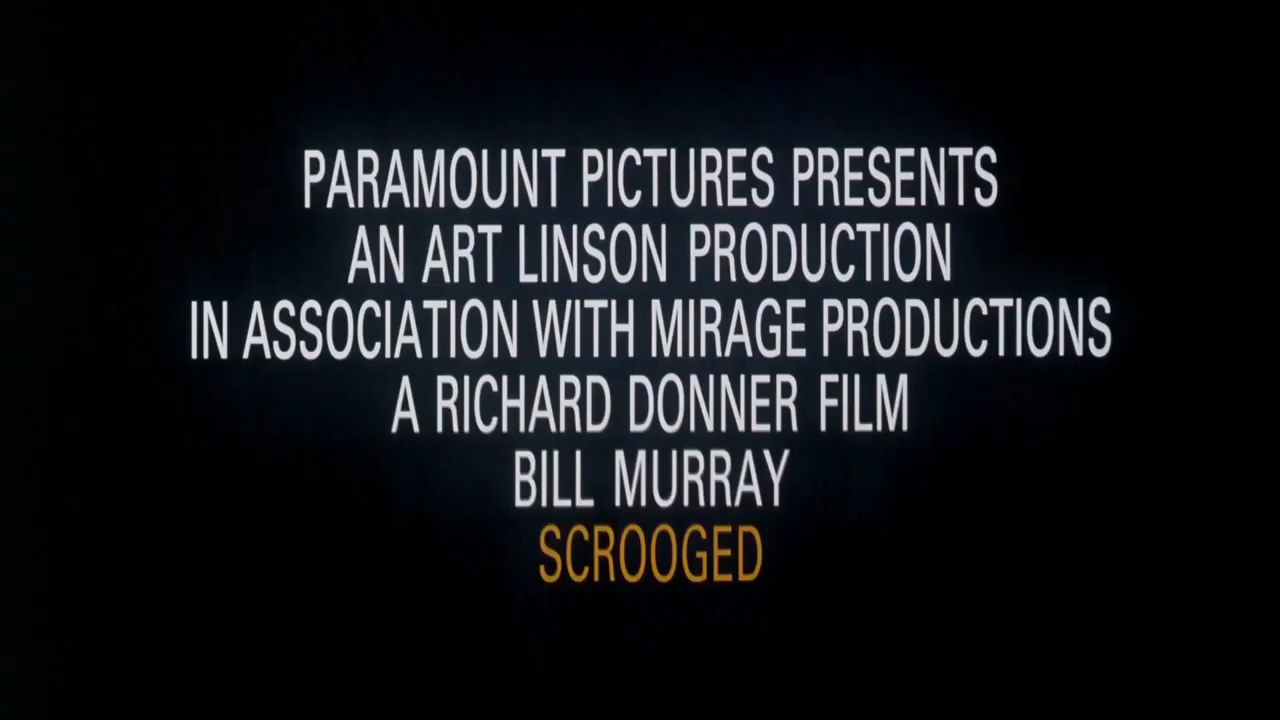 PARAMOUNT PICTURES PRESENTS
AN ART LINSON PRODUCTION
IN ASSOCIATION WITH MIRAGE PRODUCTIONS
A RICHARD DONNER FILM
BILL MURRAY
SCROOGED